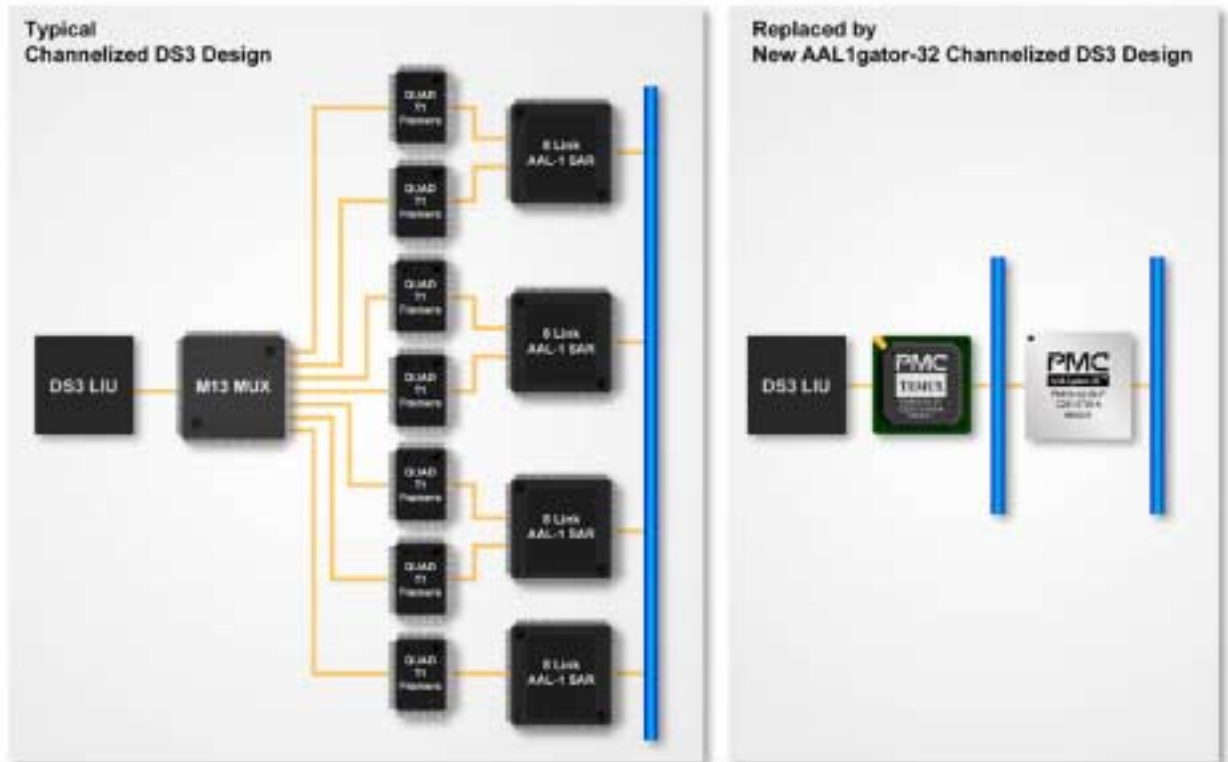 Typical
Channelized DS3 Design
QUAD
T1
Framers
8 Link
AAL-1 SAR
QUAD
T1
Framers
QUAD
T1
Framers
8 Link
AAL-1 SAR
QUAD
T1
Framers
DS3 LIU
M13 MUX
QUAD
T1
Framers
8 Link
AAL-1 SAR
QUAD
T1
Framers
QUAD
T1
Framers
8 Link
AAL-1 SAR
Replaced by
New AAL1gator-32 Channelized DS3 Design
DS3 LIU
PMC
TEMUX
PMC